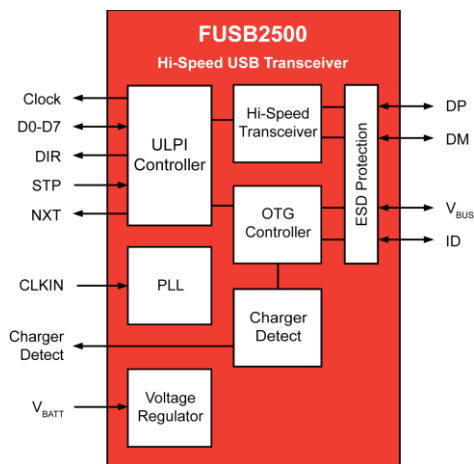 FUSB2500
Hi-Speed USB Transceiver
Clock
D0-D7
DIR
STP
NXT
ULPI
Controller
Hi-Speed
Transceiver
ESD Protection
DP
DM
OTG
Controller
VBUS
ID
CLKIN
PLL
Charger
Detect
Charger
Detect
VBATT
Voltage
Regulator